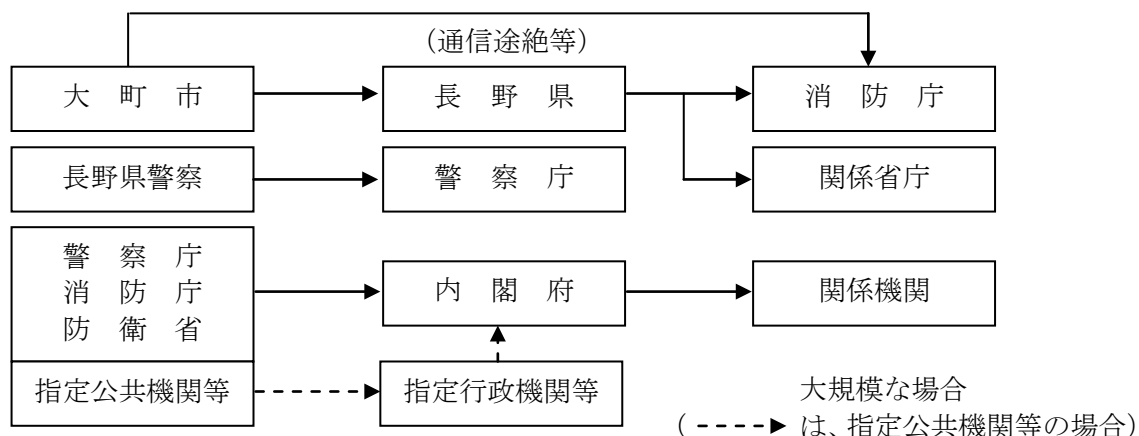 （通信途絶等）
大町市
長野県
消防庁
長野県警察
警察庁
関係省庁
警察庁
消防庁
防衛省
内閣府
関係機関
指定公共機関等
指定行政機関等
大規模な場合
（ は、指定公共機関等の場合）